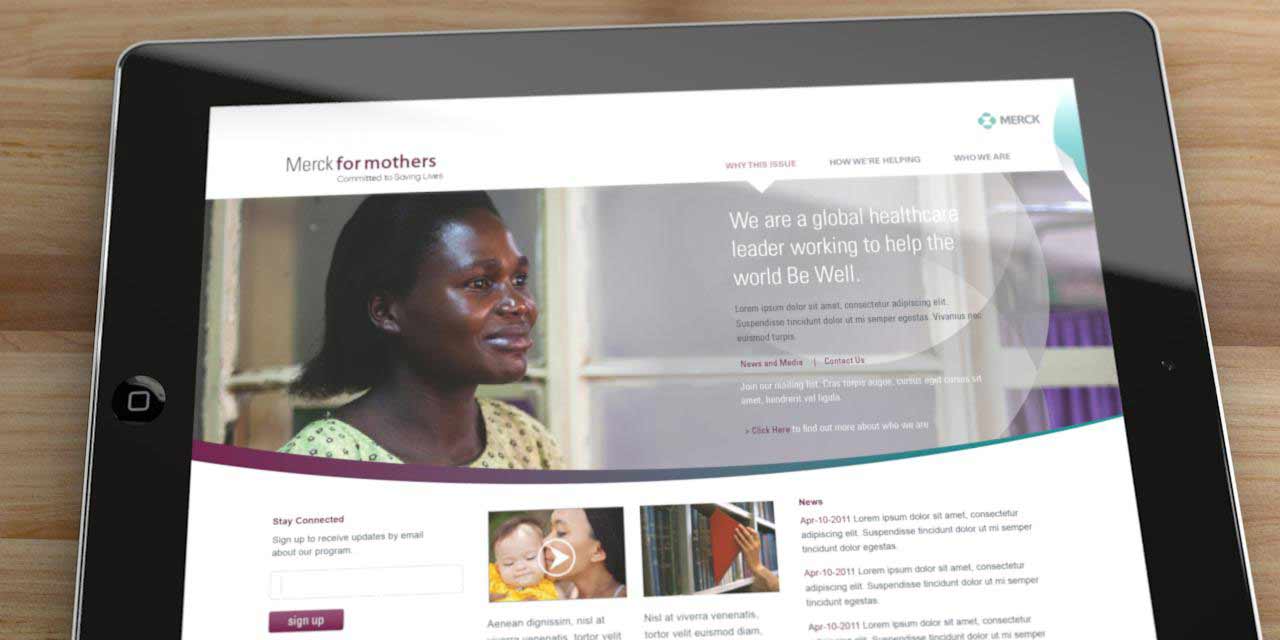 MERCK
Merck for mothers
Committed to Saving Lives
WHY THIS ISSUE
HOW WE'RE HELPING
WHO WE ARE
We are a global healthcare
leader working to help the
world Be Well.
Lorem ipsum dolor sit amet, consectetur adipiscing elit.
Suspendisse tincidunt dolor ut mi semper egestas. Vivamus nec
euismod turpis.
News and Media | Contact Us
Join our mailing list. Cras turpis augue, cursus eget cursus sit
amet, hendrerit vel ligula.
> Click Here to find out more about who we are
Stay Connected
Sign up to receive updates by email
about our program.
sign up
Aenean dignissim, nisl at
viverra venenatis, tortor velit
Nisl at viverra venenatis,
tortor velit euismod diam,
News
Apr-10-2011 Lorem ipsum dolor sit amet, consectetur
adipiscing elit. Suspendisse tincidunt dolor ut mi semper
tincidunt dolor egestas.
Apr-10-2011 Lorem ipsum dolor sit amet, consectetur
adipiscing elit. Suspendisse tincidunt dolor ut mi semper
tincidunt egestas.
Apr-10-2011 Lorem ipsum dolor sit amet, consectetur
adipiscing elit. Suspendisse tincidunt dolor ut mi semper